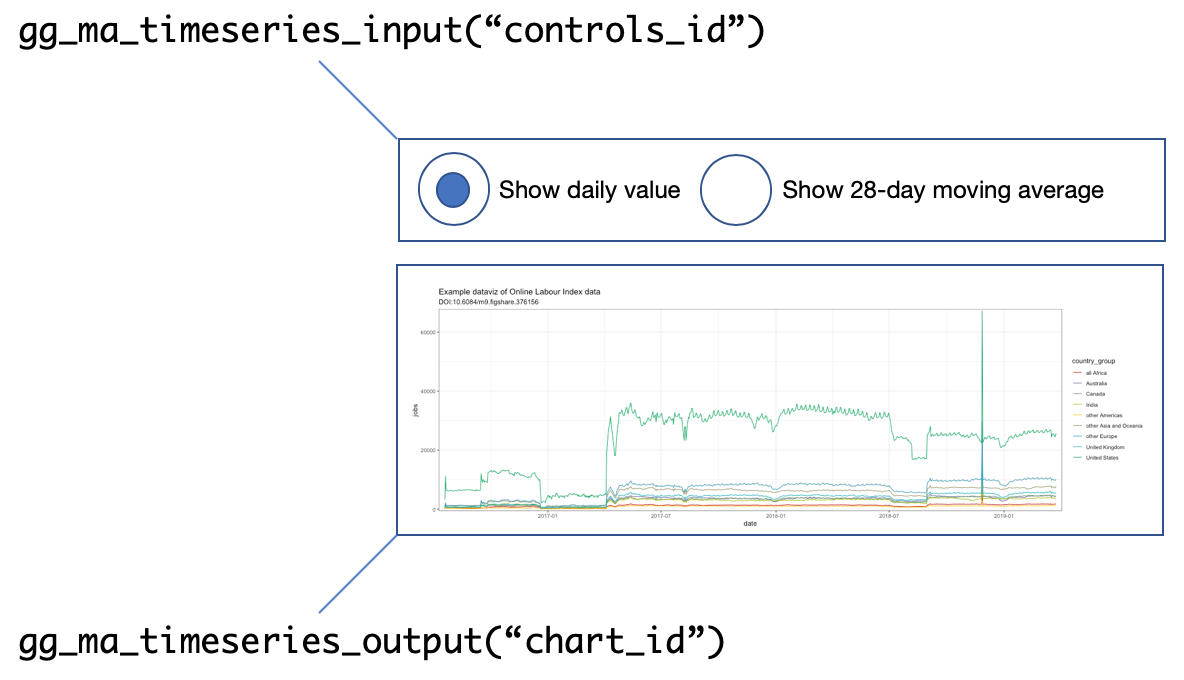 gg_ma_timeseries_input(“controls_id”)
Show daily value Show 28-day moving average
Example dataviz of Online Labour Index data
DOI:10.6084/m9.figshare.376156
60000
40000
20000
0
jobs
2017-01 2017-07 2018-01 2018-07 2019-01
date
country_group
all Africa
Australia
Canada
India
other Americas
other Asia and Oceania
other Europe
United Kingdom
United States
gg_ma_timeseries_output(“chart_id”)